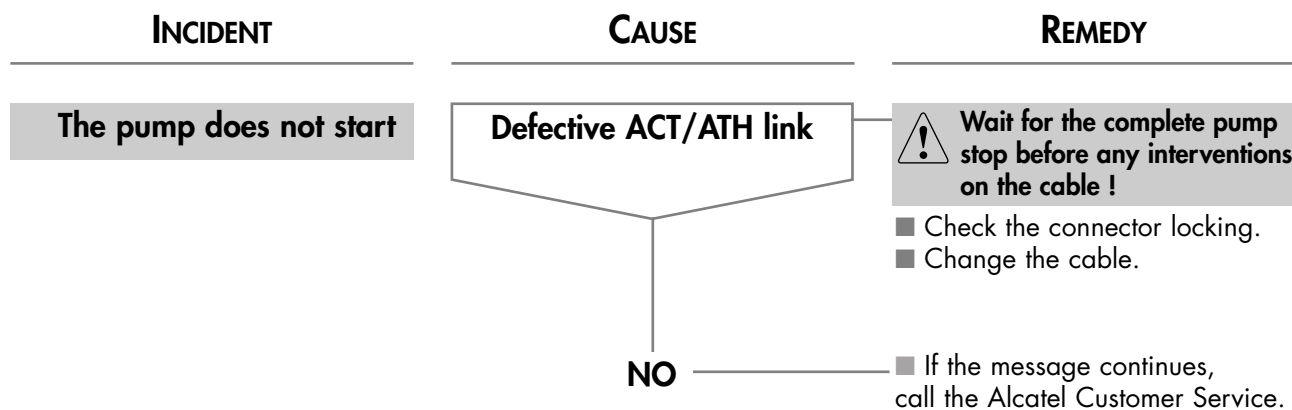 INCIDENT
CAUSE
REMEDY
The pump does not start
Defective ACT/ATH link
Wait for the complete pump
stop before any interventions
on the cable !
■ Check the connector locking.
■ Change the cable.
NO
■ If the message continues,
call the Alcatel Customer Service.